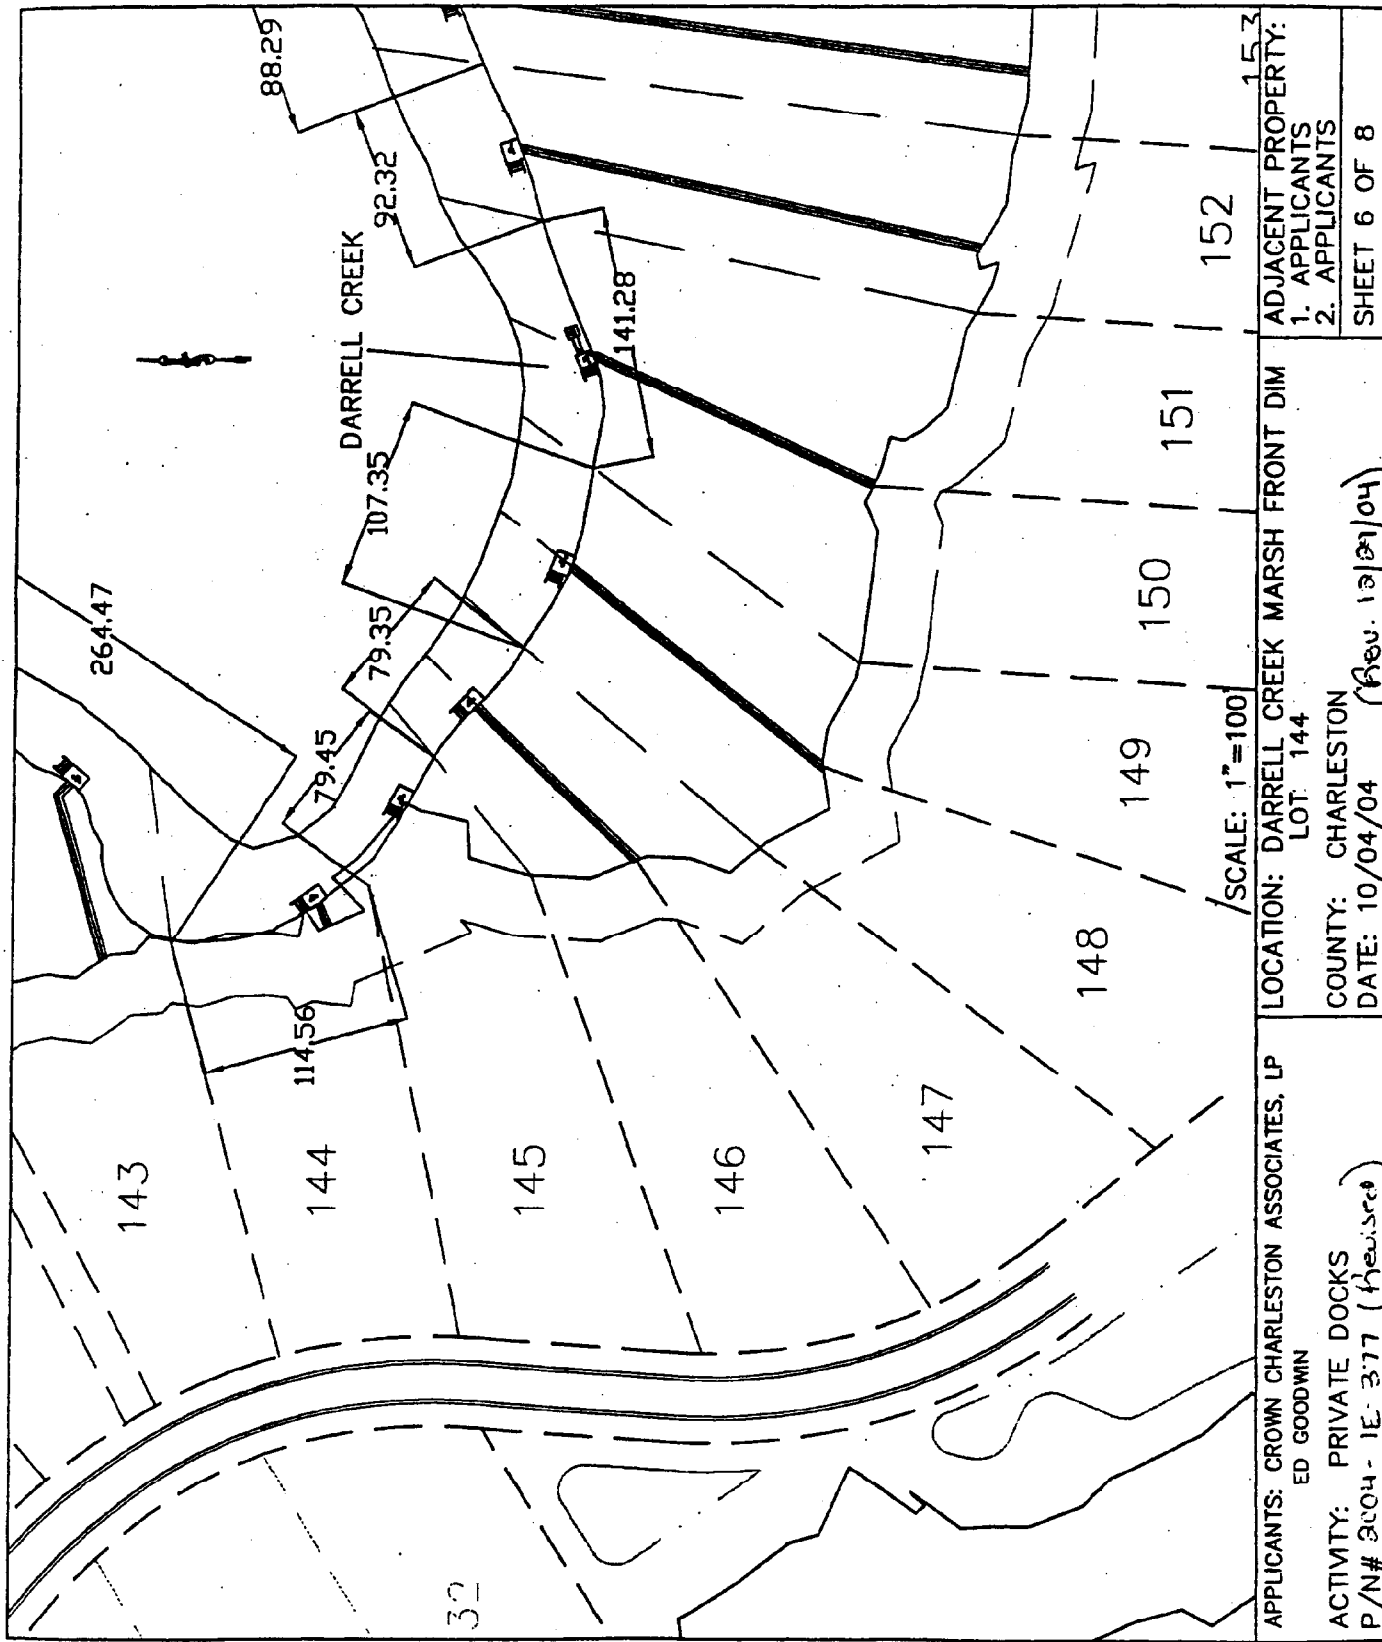 88.29
92.32
DARRELL CREEK
141.28
107.35
264.47
79.35
79.45
114.56
143
144
145
146
147
148
149
150
151
152
153
32
SCALE: 1"=100'
APPLICANTS: CROWN CHARLESTON ASSOCIATES, LP
ED GOODWIN
ACTIVITY: PRIVATE DOCKS
P/N# 2004-1E-377 (Revised)
LOCATION: DARRELL CREEK MARSH FRONT DIM
LOT: 144
COUNTY: CHARLESTON
DATE: 10/04/04 (Rev. 12/29/04)
ADJACENT PROPERTY:
1. APPLICANTS
2. APPLICANTS
SHEET 6 OF 8